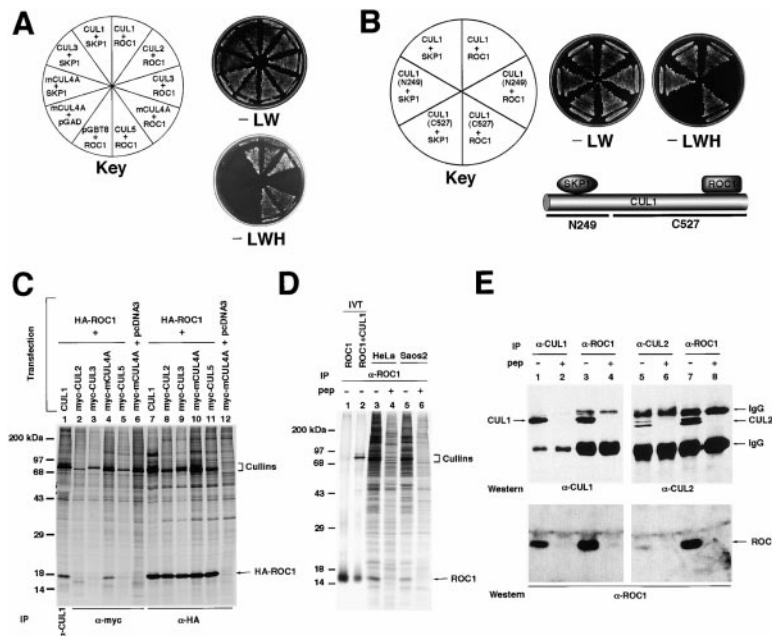 A
CUL1 + SKP1
CUL1 + ROC1
CUL2 + ROC1
CUL3 + ROC1
mCUL4A + ROC1
CUL5 + ROC1
pGBT8 + ROC1
mCUL4A + pGAD
mCUL4A + SKP1
CUL3 + SKP1
Key
– LW
– LWH
B
CUL1 + SKP1
CUL1 + ROC1
CUL1 (N249) + ROC1
CUL1 (C527) + ROC1
CUL1 (C527) + SKP1
CUL1 (N249) + SKP1
Key
– LW
– LWH
SKP1
ROC1
CUL1
N249
C527
C
Transfection
HA-ROC1 +
HA-ROC1 +
CUL1
myc-CUL2
myc-CUL3
myc-mCUL4A
myc-CUL5
myc-mCUL4A + pcDNA3
CUL1
myc-CUL2
myc-CUL3
myc-mCUL4A
myc-CUL5
myc-mCUL4A + pcDNA3
1 2 3 4 5 6 7 8 9 10 11 12
200 kDa
97
68
43
29
18
14
Cullins
HA-ROC1
IP
α-CUL1
α-myc
α-HA
D
IVT
ROC1
ROC1+CUL1
HeLa
Saos2
IP
α-ROC1
pep
– + – +
1 2 3 4 5 6
200 kDa
97
68
43
29
18
14
Cullins
ROC1
E
IP
α-CUL1
α-ROC1
α-CUL2
α-ROC1
pep
– + – + – + – +
1 2 3 4 5 6 7 8
CUL1
IgG
CUL2
IgG
Western
α-CUL1
α-CUL2
ROC
Western
α-ROC1